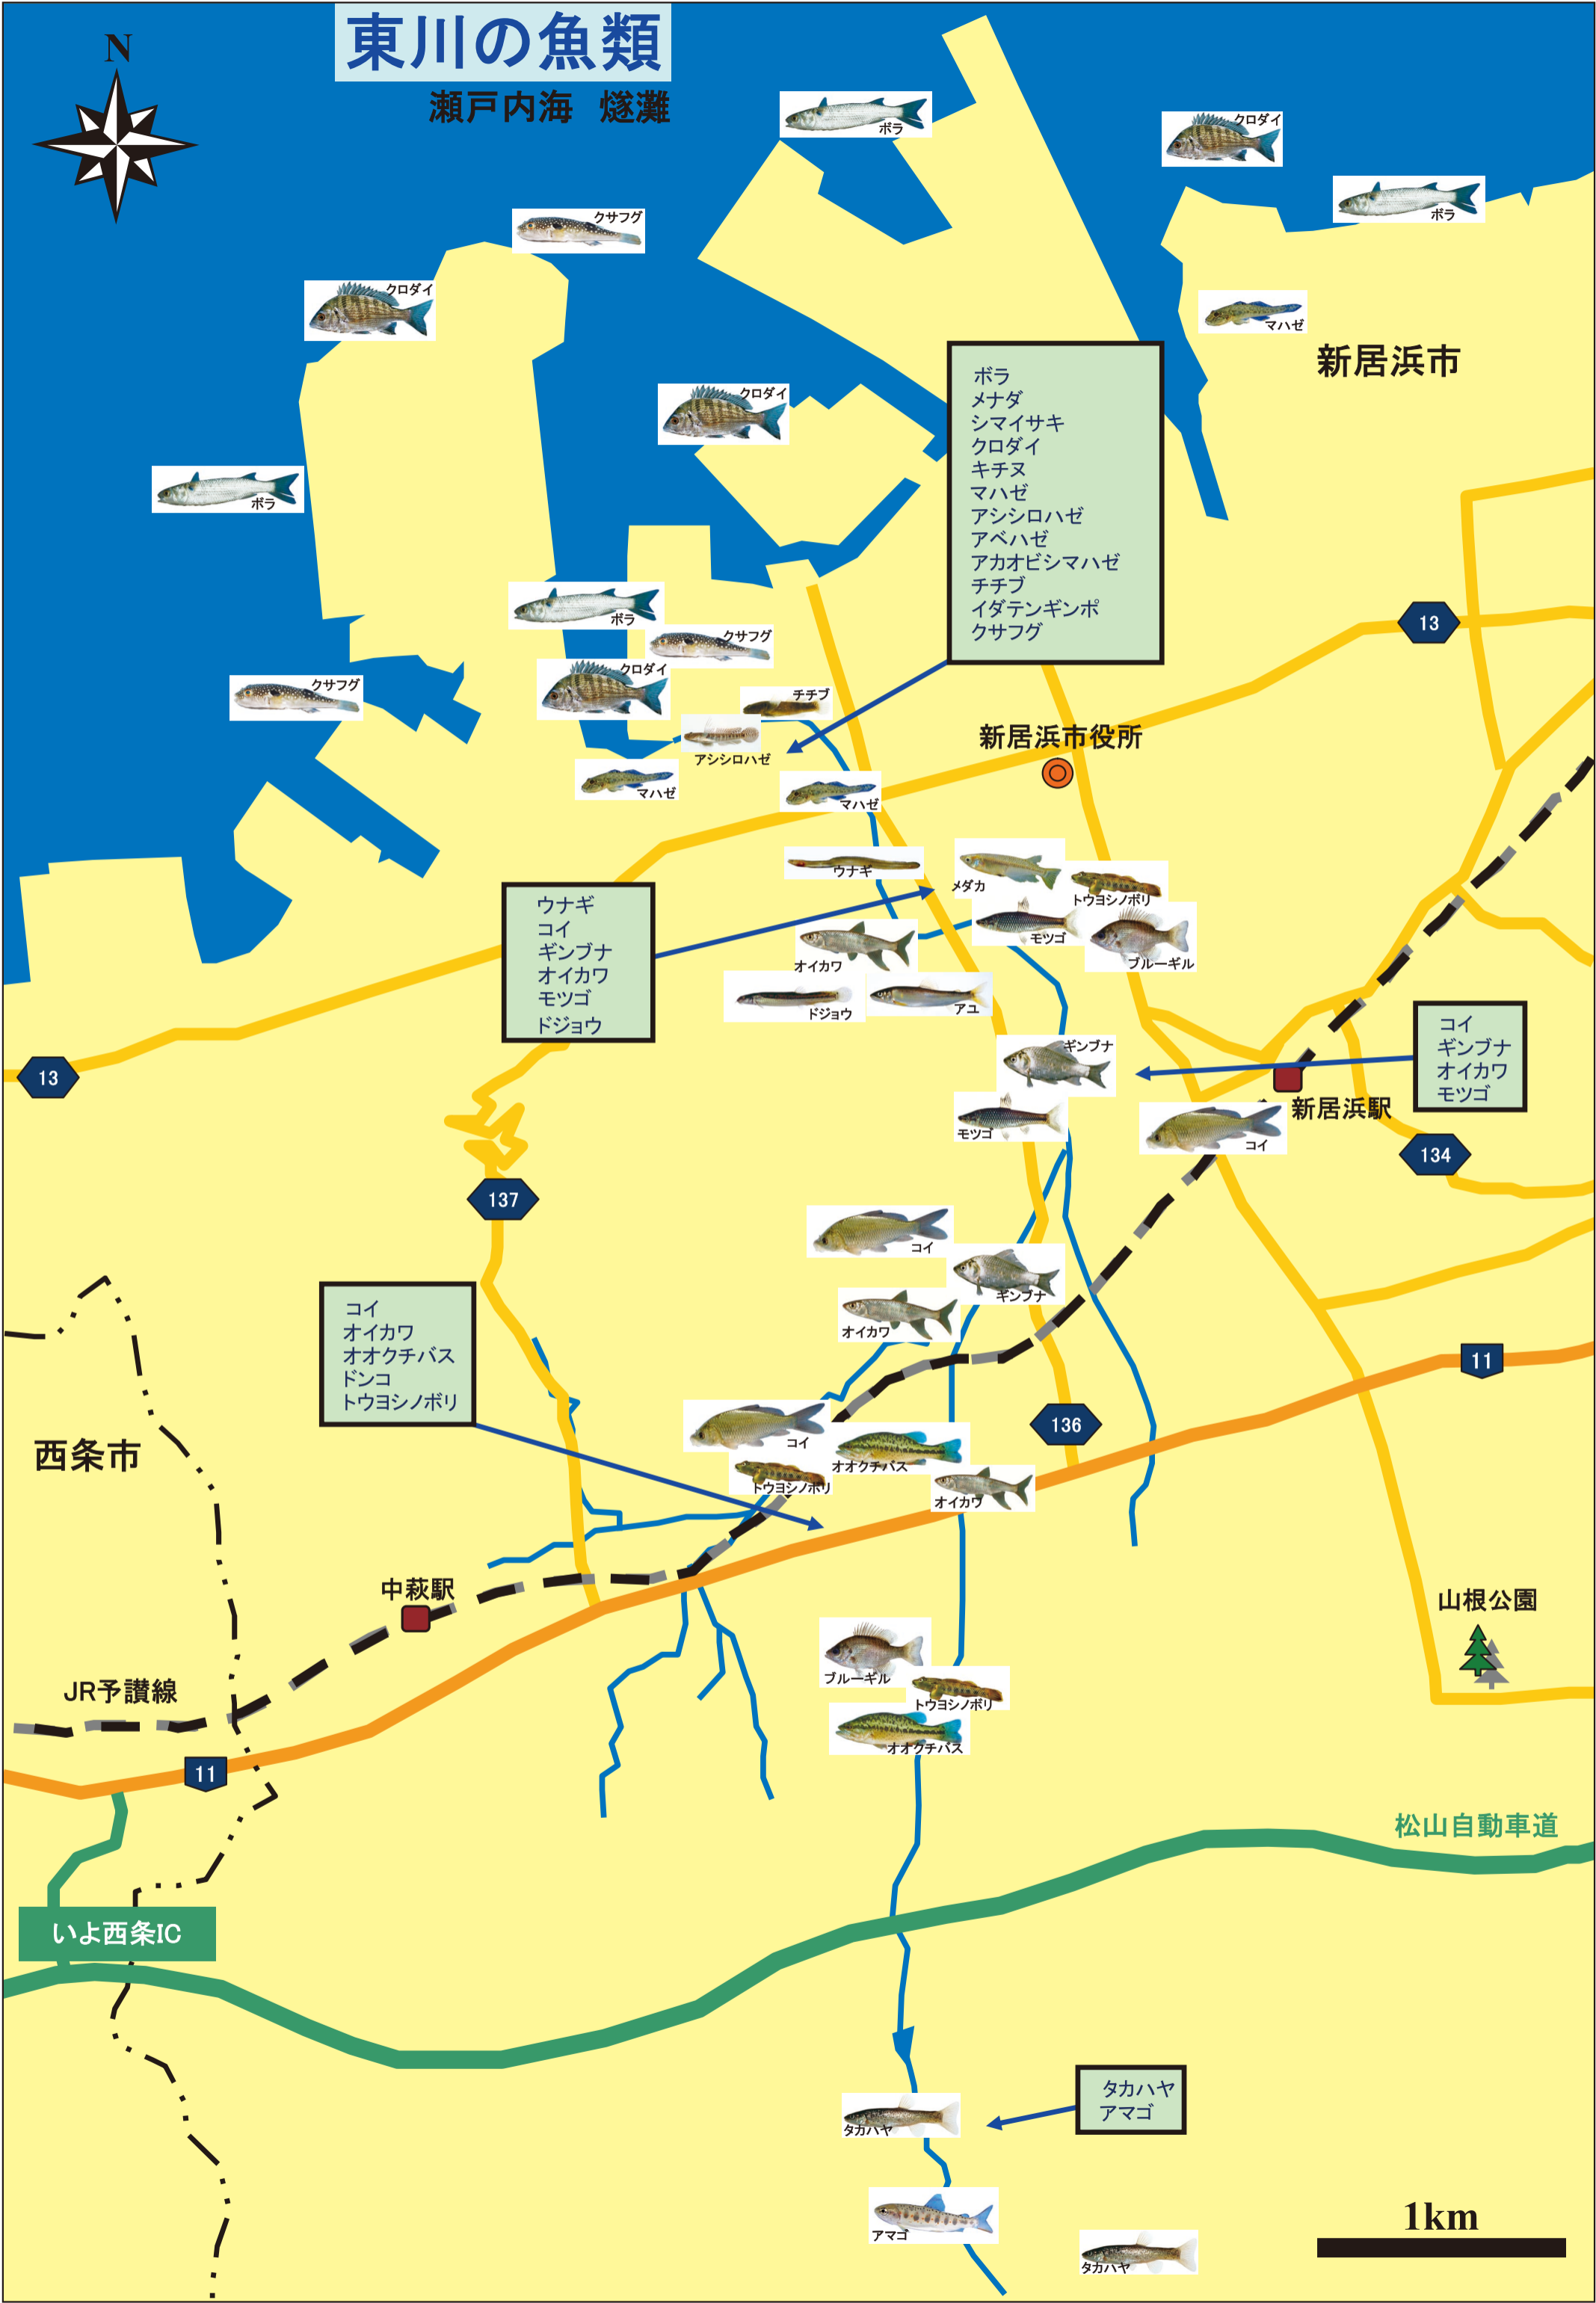 東川の魚類
N
瀬戸内海 燧灘
ボラ
クロダイ
ボラ
クサフグ
クロダイ
マハゼ
新居浜市
クロダイ
ボラ
ボラ
メナダ
シマイサキ
クロダイ
キチヌ
マハゼ
アシシロハゼ
アベハゼ
アカオビシマハゼ
チチブ
イダテンギンポ
クサフグ
ボラ
クサフグ
クロダイ
クサフグ
チチブ
アシシロハゼ
マハゼ
マハゼ
13
新居浜市役所
ウナギ
メダカ
トウヨシノボリ
モツゴ
ブルーギル
オイカワ
ドジョウ
アユ
ウナギ
コイ
ギンブナ
オイカワ
モツゴ
ドジョウ
13
ギンブナ
モツゴ
コイ
ギンブナ
オイカワ
モツゴ
新居浜駅
コイ
134
137
コイ
ギンブナ
オイカワ
コイ
オイカワ
オオクチバス
ドンコ
トウヨシノボリ
11
136
西条市
コイ
オオクチバス
トウヨシノボリ
オイカワ
中萩駅
山根公園
ブルーギル
トウヨシノボリ
オオクチバス
JR予讃線
11
松山自動車道
いよ西条IC
タカハヤ
アマゴ
タカハヤ
アマゴ
タカハヤ
1km